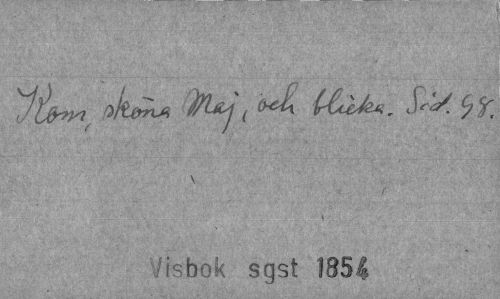 Kom, sköna Maj, och blicka. Sid. 98.
Visbok sgst 1854